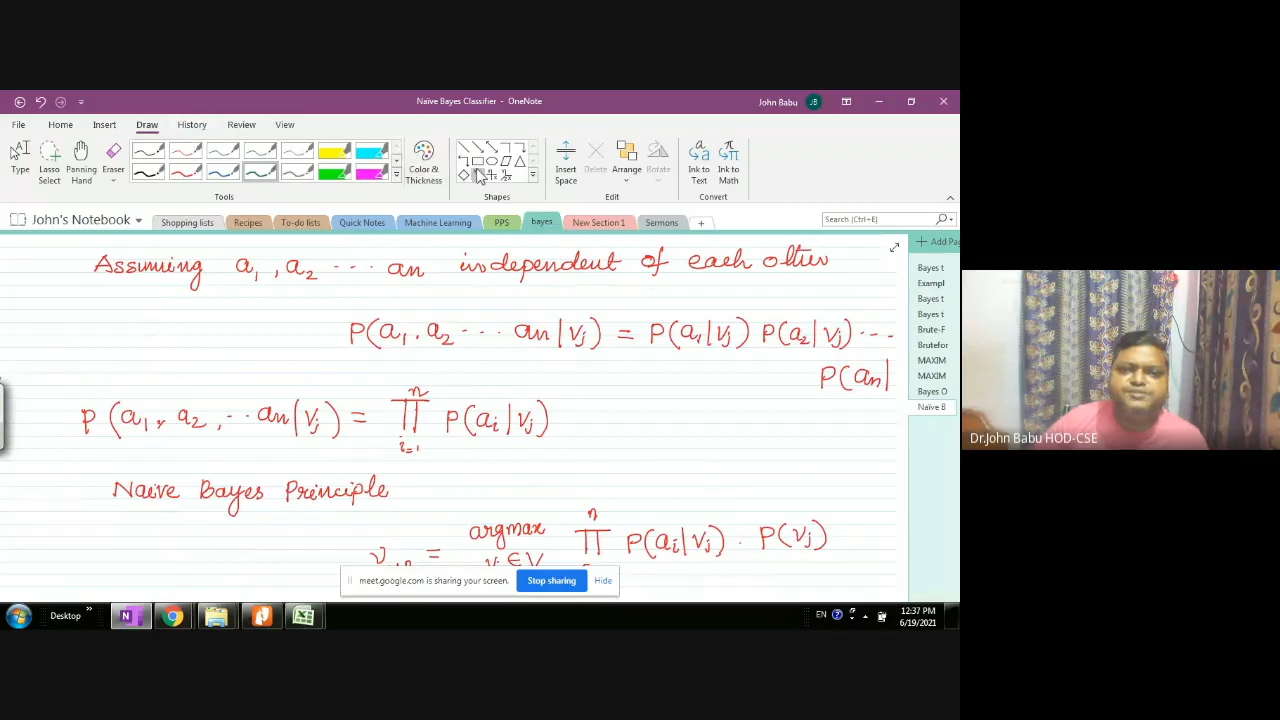 Naïve Bayes Classifier - OneNote
John Babu JB
File Home Insert Draw History Review View
Type Lasso Select Panning Hand Eraser Color & Thickness Insert Space Delete Arrange Rotate Ink to Text Ink to Math
Tools Shapes Edit Convert
John's Notebook Shopping lists Recipes To-do lists Quick Notes Machine Learning PPS bayes New Section 1 Sermons + Search (Ctrl+E)
Add Pa
Assuming a1, a2 ... an independent of each other
P(a1, a2 ... an | vj) = P(a1 | vj) P(a2 | vj) ...
P(an |
P(a1, a2, ... an | vj) = ∏ i=1 n P(ai | vj)
Naive Bayes Principle
= argmax vj ∈ V n ∏ P(ai | vj) . P(vj)
Bayes t
Exampl
Bayes t
Bayes t
Brute-F
Brutefor
MAXIM
MAXIM
Bayes O
Naïve B
Dr.John Babu HOD-CSE
meet.google.com is sharing your screen. Stop sharing Hide
Desktop » EN 12:37 PM
6/19/2021